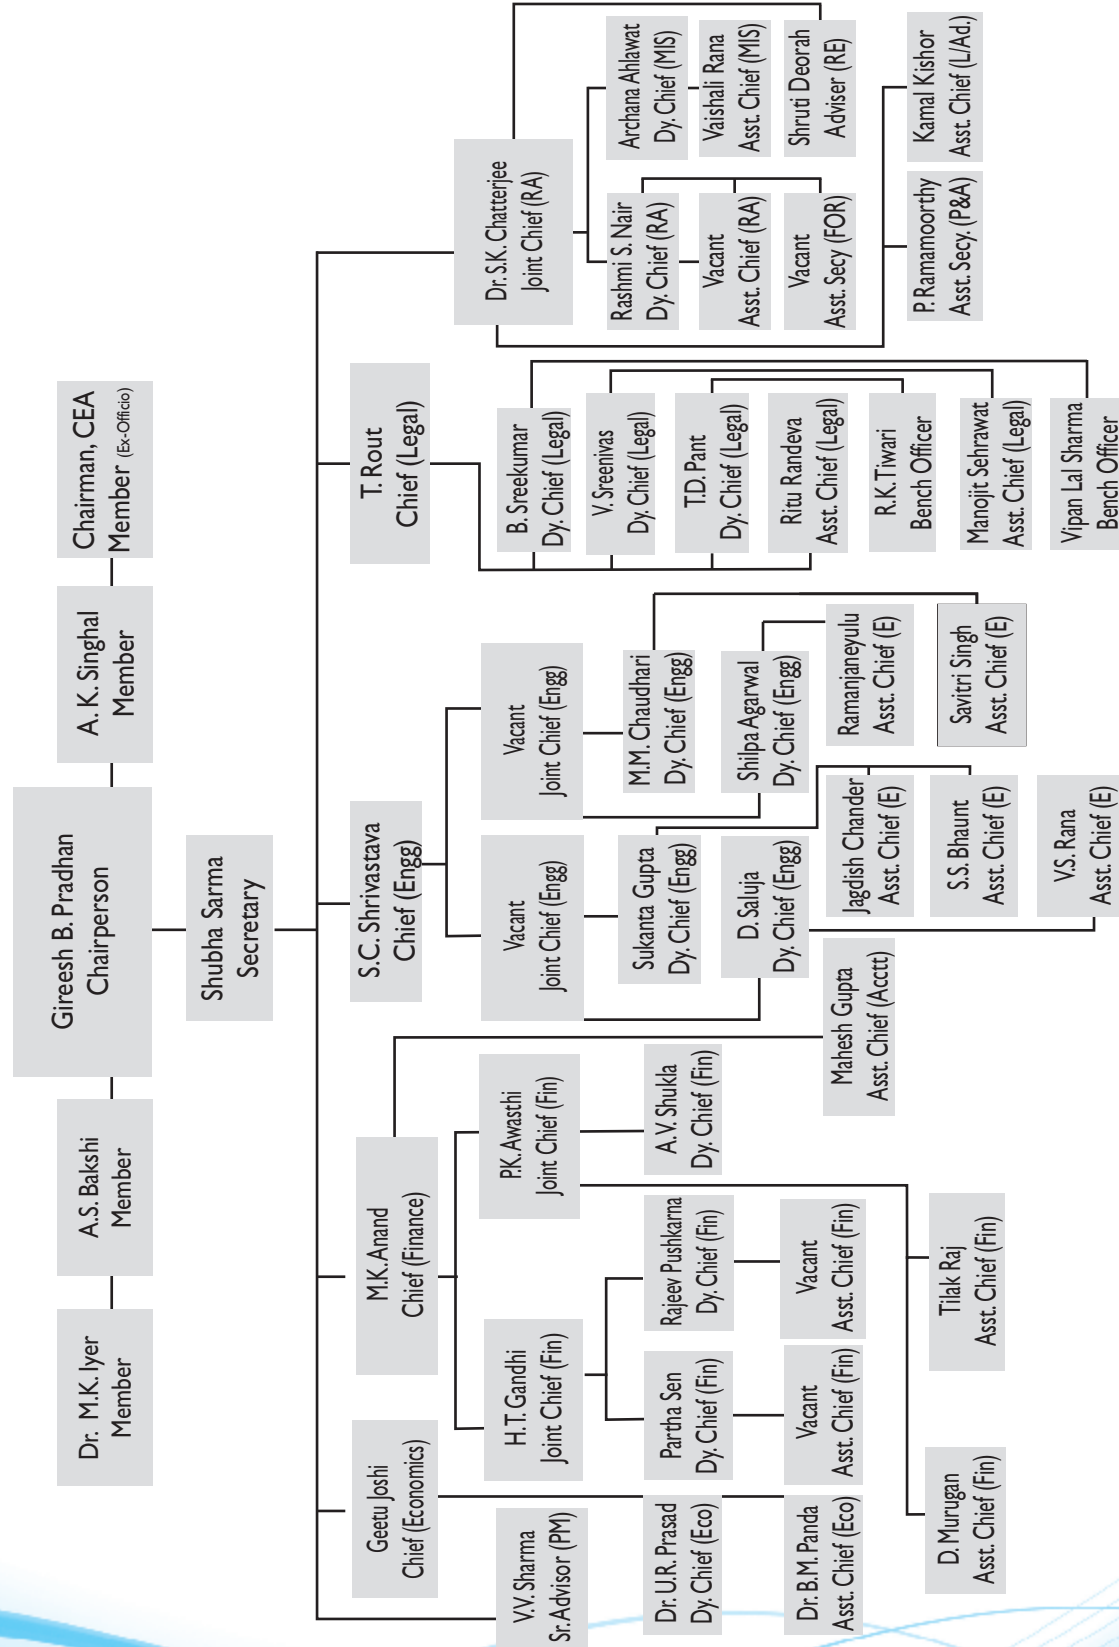 Gireesh B. Pradhan
Chairperson
Dr. M.K. Iyer
Member
A.S. Bakshi
Member
A. K. Singhal
Member
Chairman, CEA
Member (Ex-Officio)
Shubha Sarma
Secretary
Geetu Joshi
Chief (Economics)
M.K. Anand
Chief (Finance)
S.C. Shrivastava
Chief (Engg)
T. Rout
Chief (Legal)
Dr. S.K. Chatterjee
Joint Chief (RA)
V.V. Sharma
Sr. Advisor (PM)
Dr. U.R. Prasad
Dy. Chief (Eco)
Dr. B.M. Panda
Asst. Chief (Eco)
H.T. Gandhi
Joint Chief (Fin)
P.K. Awasthi
Joint Chief (Fin)
Partha Sen
Dy. Chief (Fin)
Rajeev Pushkarna
Dy. Chief (Fin)
A.V. Shukla
Dy. Chief (Fin)
Vacant
Asst. Chief (Fin)
Vacant
Asst. Chief (Fin)
Mahesh Gupta
Asst. Chief (Acctt)
D. Murugan
Asst. Chief (Fin)
Tilak Raj
Asst. Chief (Fin)
Vacant
Joint Chief (Engg)
Vacant
Joint Chief (Engg)
Sukanta Gupta
Dy. Chief (Engg)
M.M. Chaudhari
Dy. Chief (Engg)
D. Saluja
Dy. Chief (Engg)
Shilpa Agarwal
Dy. Chief (Engg)
Jagdish Chander
Asst. Chief (E)
Ramanjaneyulu
Asst. Chief (E)
S.S. Bhaunt
Asst. Chief (E)
Savitri Singh
Asst. Chief (E)
V.S. Rana
Asst. Chief (E)
B. Sreekumar
Dy. Chief (Legal)
V. Sreenivas
Dy. Chief (Legal)
T.D. Pant
Dy. Chief (Legal)
Ritu Randeva
Asst. Chief (Legal)
R.K. Tiwari
Bench Officer
Manojit Sehrawat
Asst. Chief (Legal)
Vipan Lal Sharma
Bench Officer
Rashmi S. Nair
Dy. Chief (RA)
Archana Ahlawat
Dy. Chief (MIS)
Vacant
Asst. Chief (RA)
Vaishali Rana
Asst. Chief (MIS)
Vacant
Asst. Secy (FOR)
Shruti Deorah
Adviser (RE)
P. Ramamoorthy
Asst. Secy. (P&A)
Kamal Kishor
Asst. Chief (L/Ad.)